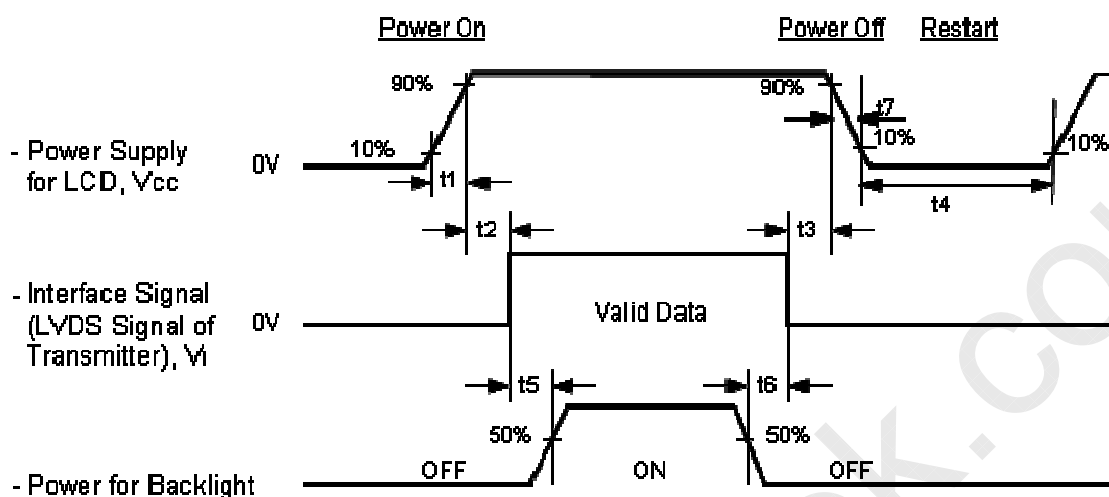 Power On
Power Off
Restart
90%
90%
t7
10%
10%
10%
- Power Supply
for LCD, Vcc
0V
t1
t4
t2
t3
- Interface Signal
(LVDS Signal of
Transmitter), Vi
0V
Valid Data
t5
t6
50%
50%
OFF
ON
OFF
- Power for Backlight